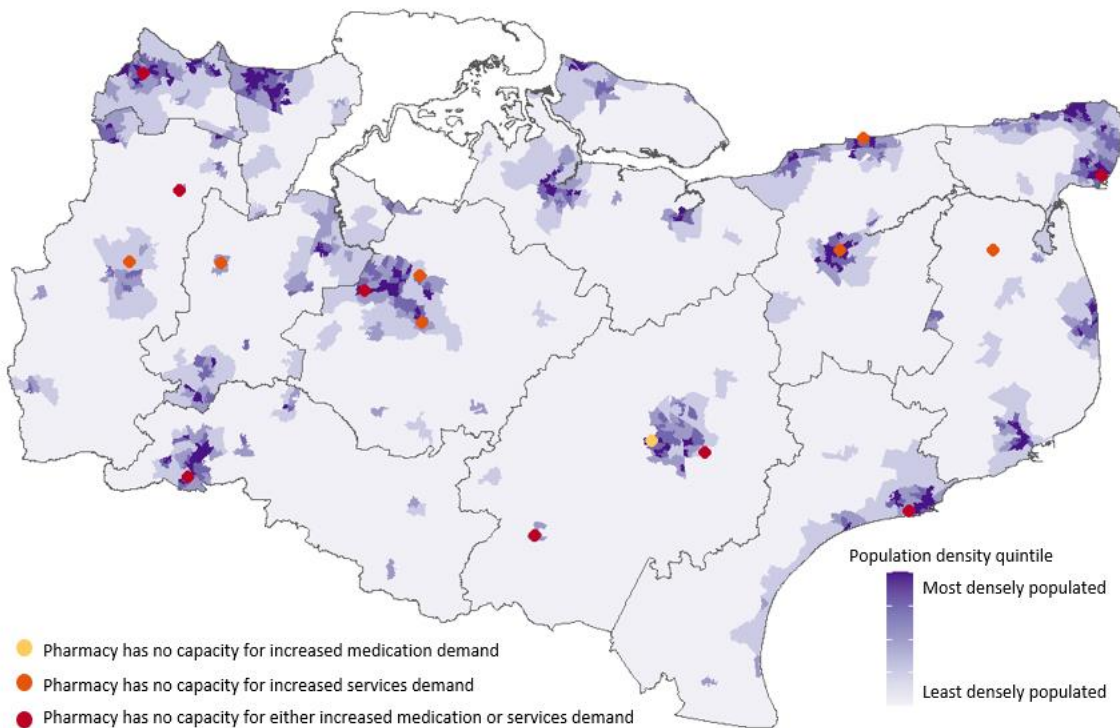 Population density quintile
Most densely populated
Least densely populated
Pharmacy has no capacity for increased medication demand
Pharmacy has no capacity for increased services demand
Pharmacy has no capacity for either increased medication or services demand